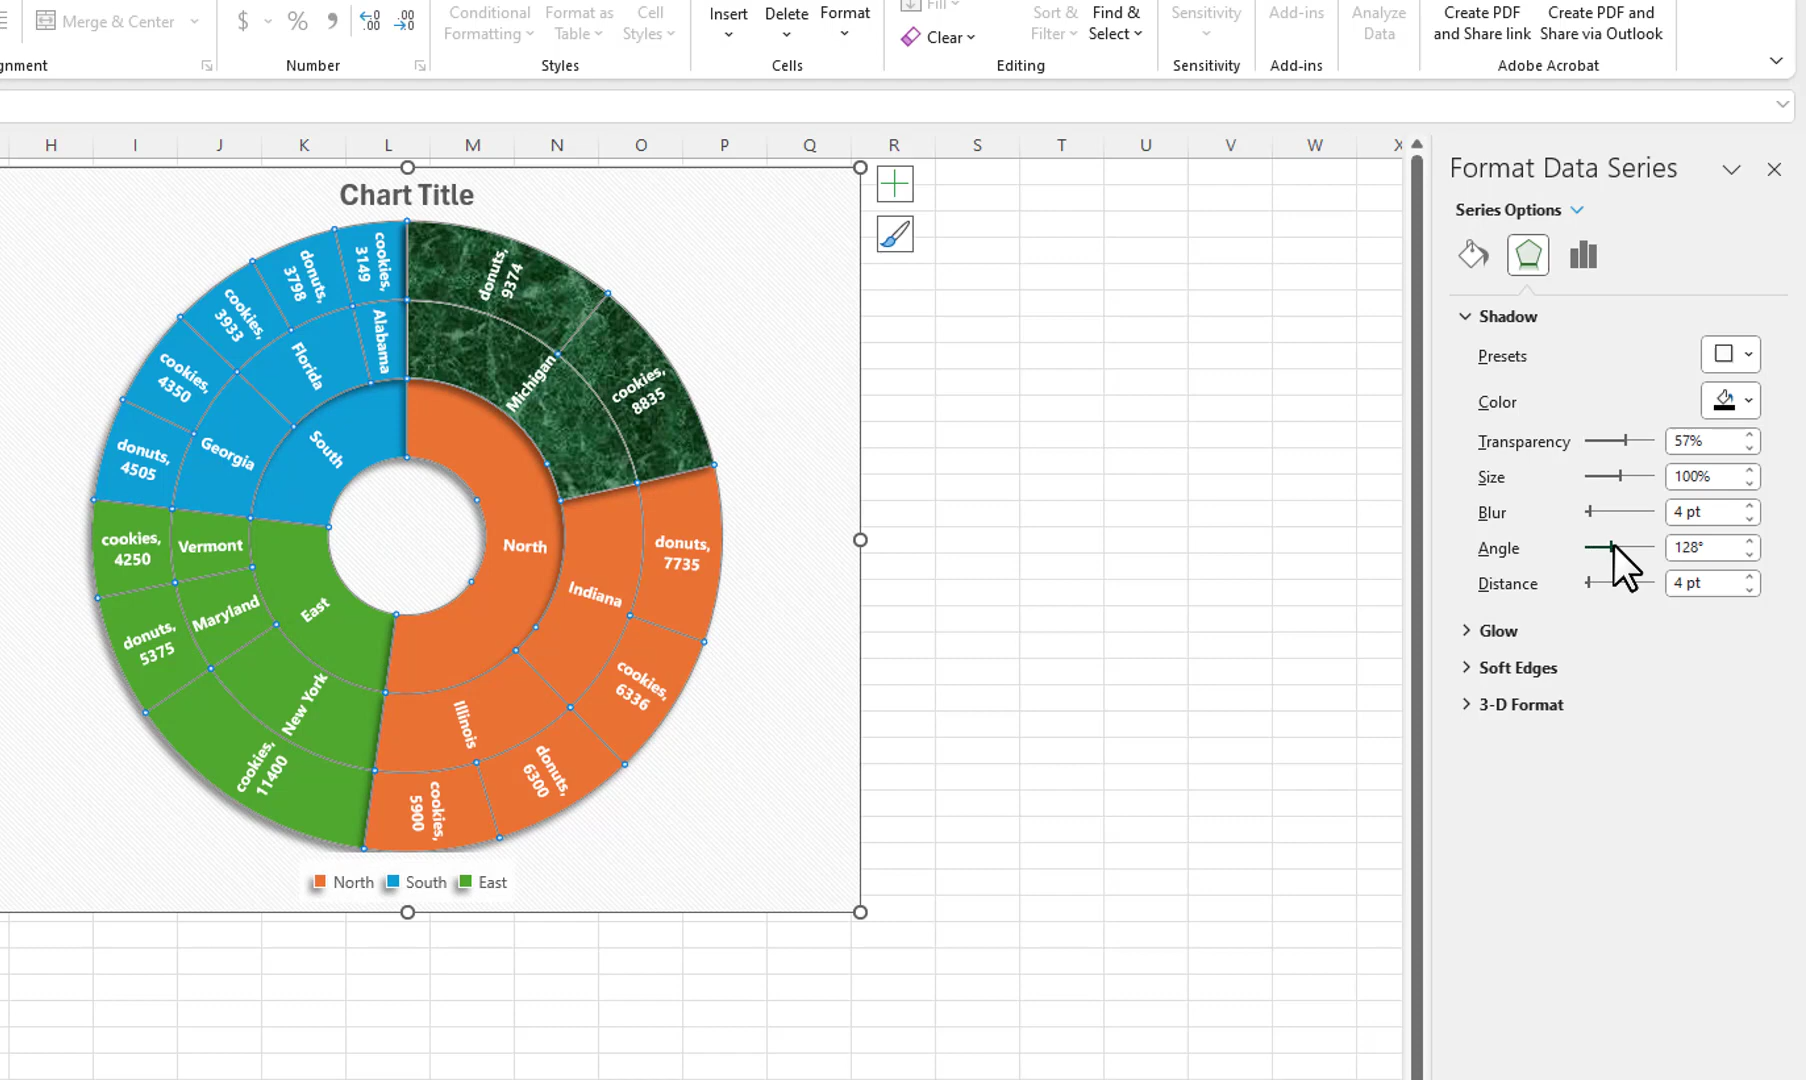 Merge & Center
$ % 9
.00
Conditional
Formatting
Format as
Table
Cell
Styles
Insert
Delete
Format
Fill
Clear
Sort &
Filter
Find &
Select
Sensitivity
Add-ins
Analyze
Data
Create PDF
and Share link
Create PDF and
Share via Outlook
gnment
Number
Styles
Cells
Editing
Sensitivity
Add-ins
Adobe Acrobat
H I J K L M N O P Q R S T U V W X
Chart Title
cookies,
3149
donuts,
3798
cookies,
3933
cookies,
4350
donuts,
4505
Alabama
Florida
Georgia
South
donuts,
9374
Michigan
cookies,
8835
North
donuts,
7735
Indiana
cookies,
6336
Illinois
donuts,
6300
cookies,
5900
cookies,
4250
Vermont
Maryland
donuts,
5375
East
New York
cookies,
11400
North South East
Format Data Series
Series Options
Shadow
Presets
Color
Transparency 57%
Size 100%
Blur 4 pt
Angle 128°
Distance 4 pt
Glow
Soft Edges
3-D Format